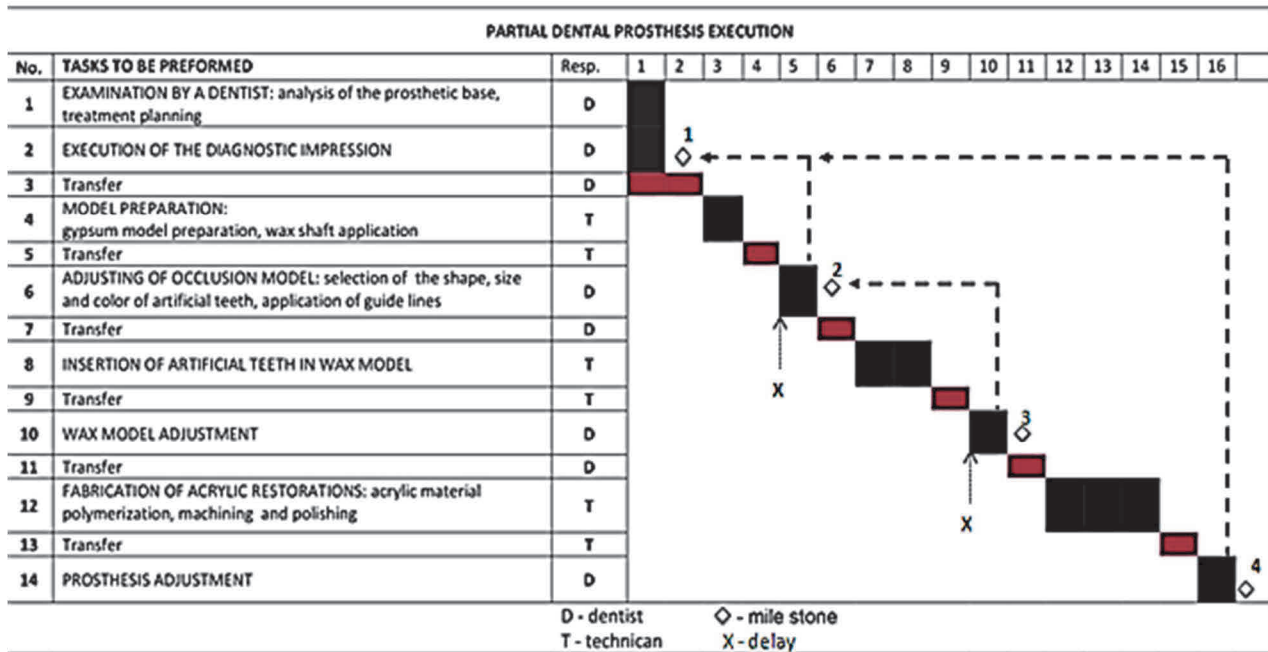 PARTIAL DENTAL PROSTHESIS EXECUTION
No. TASKS TO BE PREFORMED Resp. 1 2 3 4 5 6 7 8 9 10 11 12 13 14 15 16
1 EXAMINATION BY A DENTIST: analysis of the prosthetic base, treatment planning D
2 EXECUTION OF THE DIAGNOSTIC IMPRESSION D 1
3 Transfer D
4 MODEL PREPARATION:
gypsum model preparation, wax shaft application T
5 Transfer T
6 ADJUSTING OF OCCLUSION MODEL: selection of the shape, size
and color of artificial teeth, application of guide lines D 2
7 Transfer D
8 INSERTION OF ARTIFICIAL TEETH IN WAX MODEL T
X
9 Transfer T
10 WAX MODEL ADJUSTMENT D 3
11 Transfer D
12 FABRICATION OF ACRYLIC RESTORATIONS: acrylic material
polymerization, machining and polishing T
X
13 Transfer T
14 PROSTHESIS ADJUSTMENT D 4
D - dentist ◇ - mile stone
T - technican X - delay